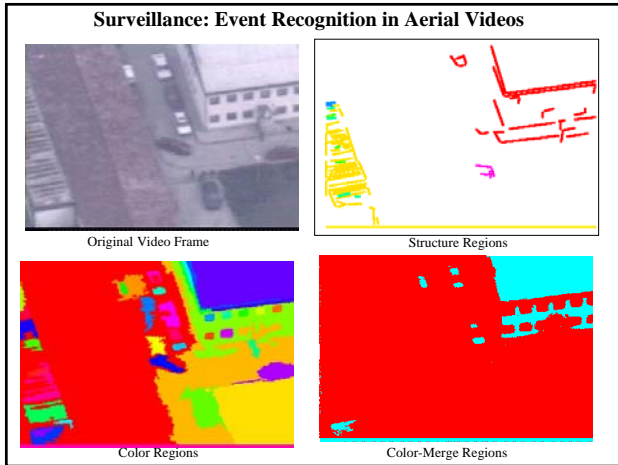 Surveillance: Event Recognition in Aerial Videos
Original Video Frame
Structure Regions
Color Regions
Color-Merge Regions